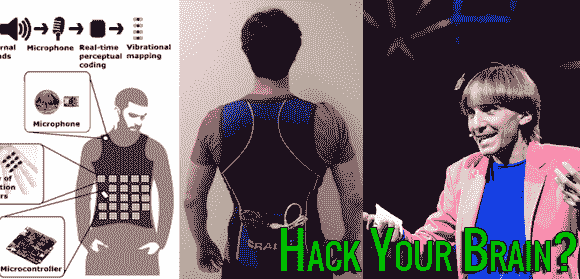 Microphone
Real-time
perceptual
coding
Vibrational
mapping
Microphone
Microcontroller
Hack Your Brain?